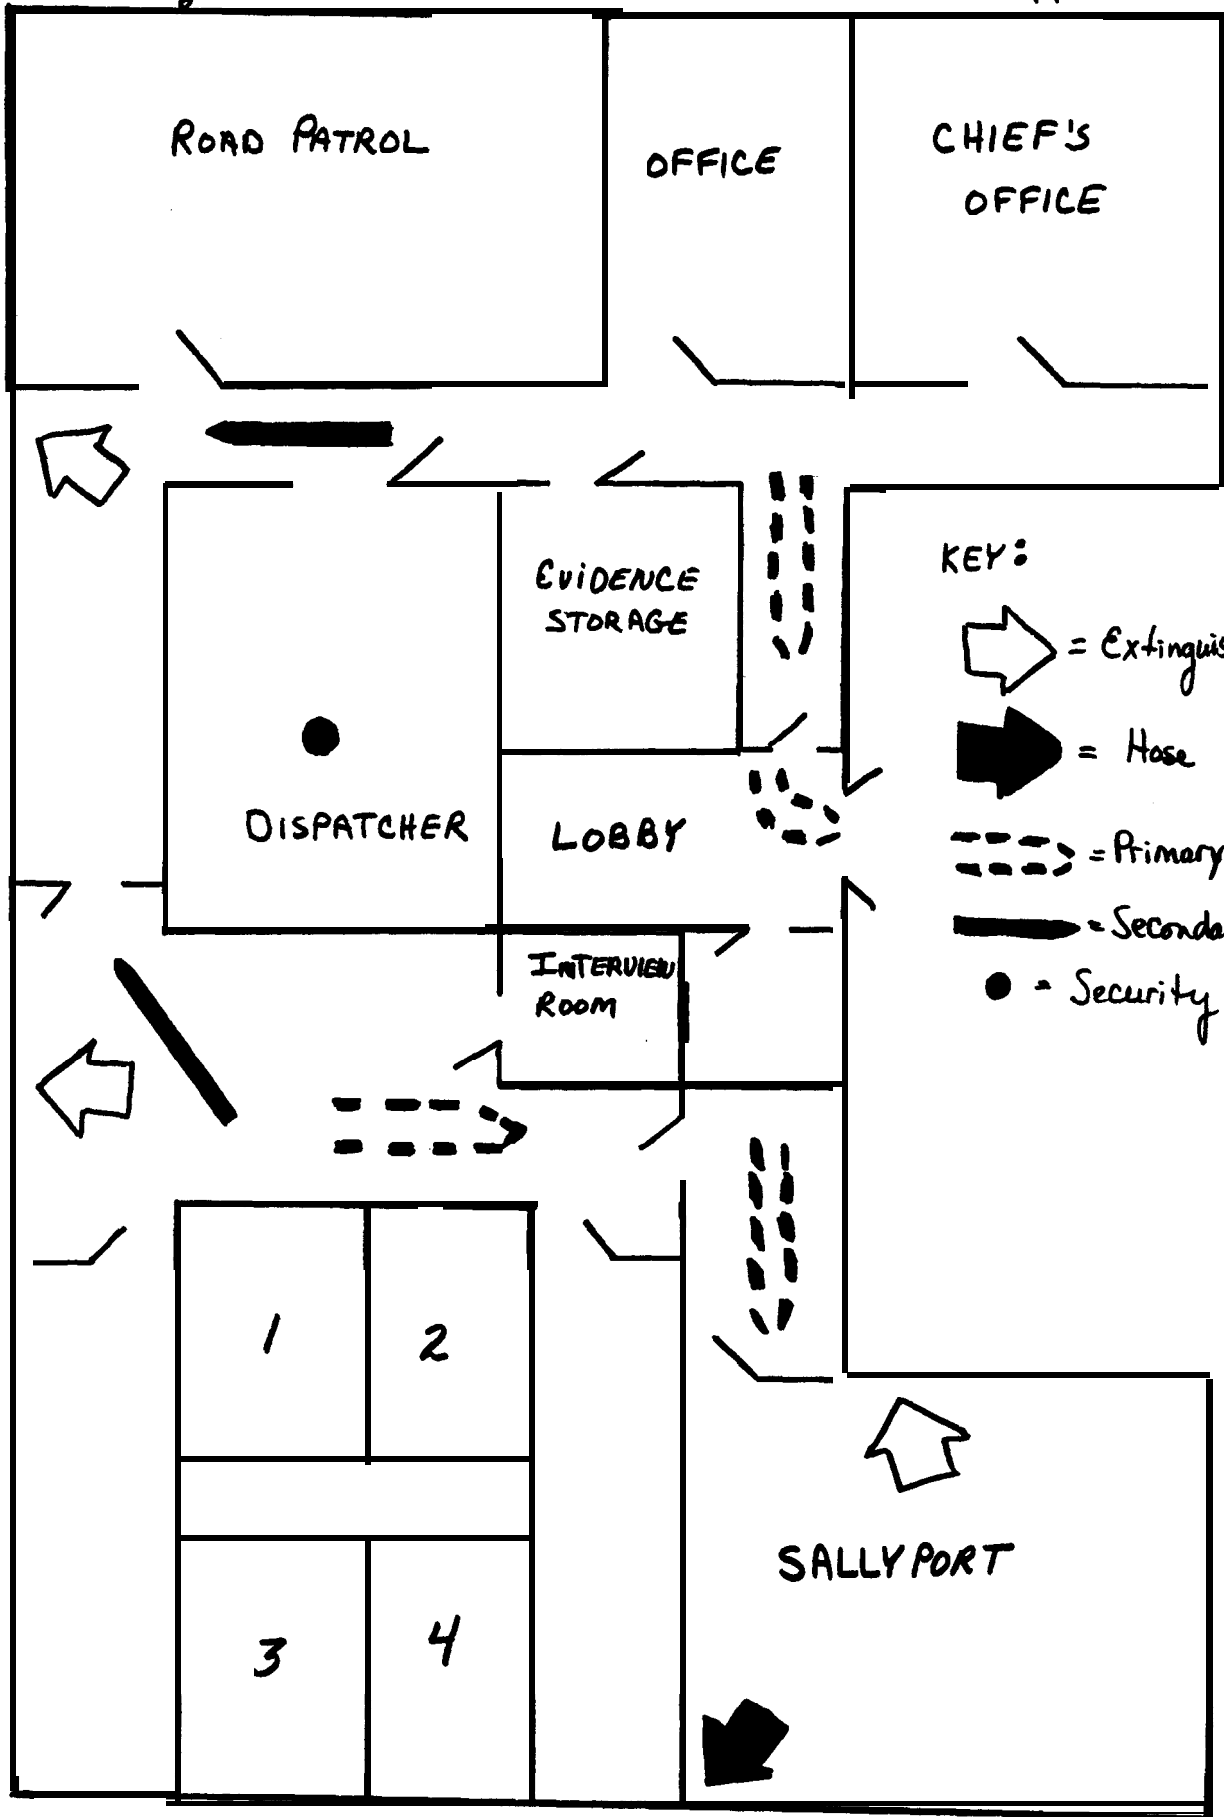 ROAD PATROL
OFFICE
CHIEF'S
OFFICE
EVIDENCE
STORAGE
KEY:
= Extinguis
= Hose
DISPATCHER
LOBBY
= Primary
= Seconda
INTERVIEW
ROOM
= Security
1
2
SALLYPORT
3
4